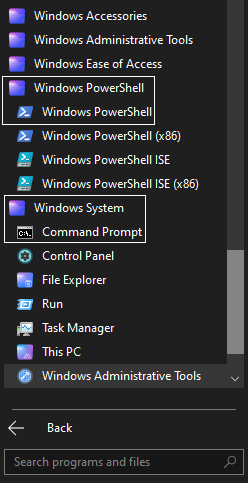 Windows Accessories
Windows Administrative Tools
Windows Ease of Access
Windows PowerShell
Windows PowerShell
Windows PowerShell (x86)
Windows PowerShell ISE
Windows PowerShell ISE (x86)
Windows System
C:\.
Command Prompt
Control Panel
File Explorer
Run
Task Manager
This PC
Windows Administrative Tools
Back
Search programs and files